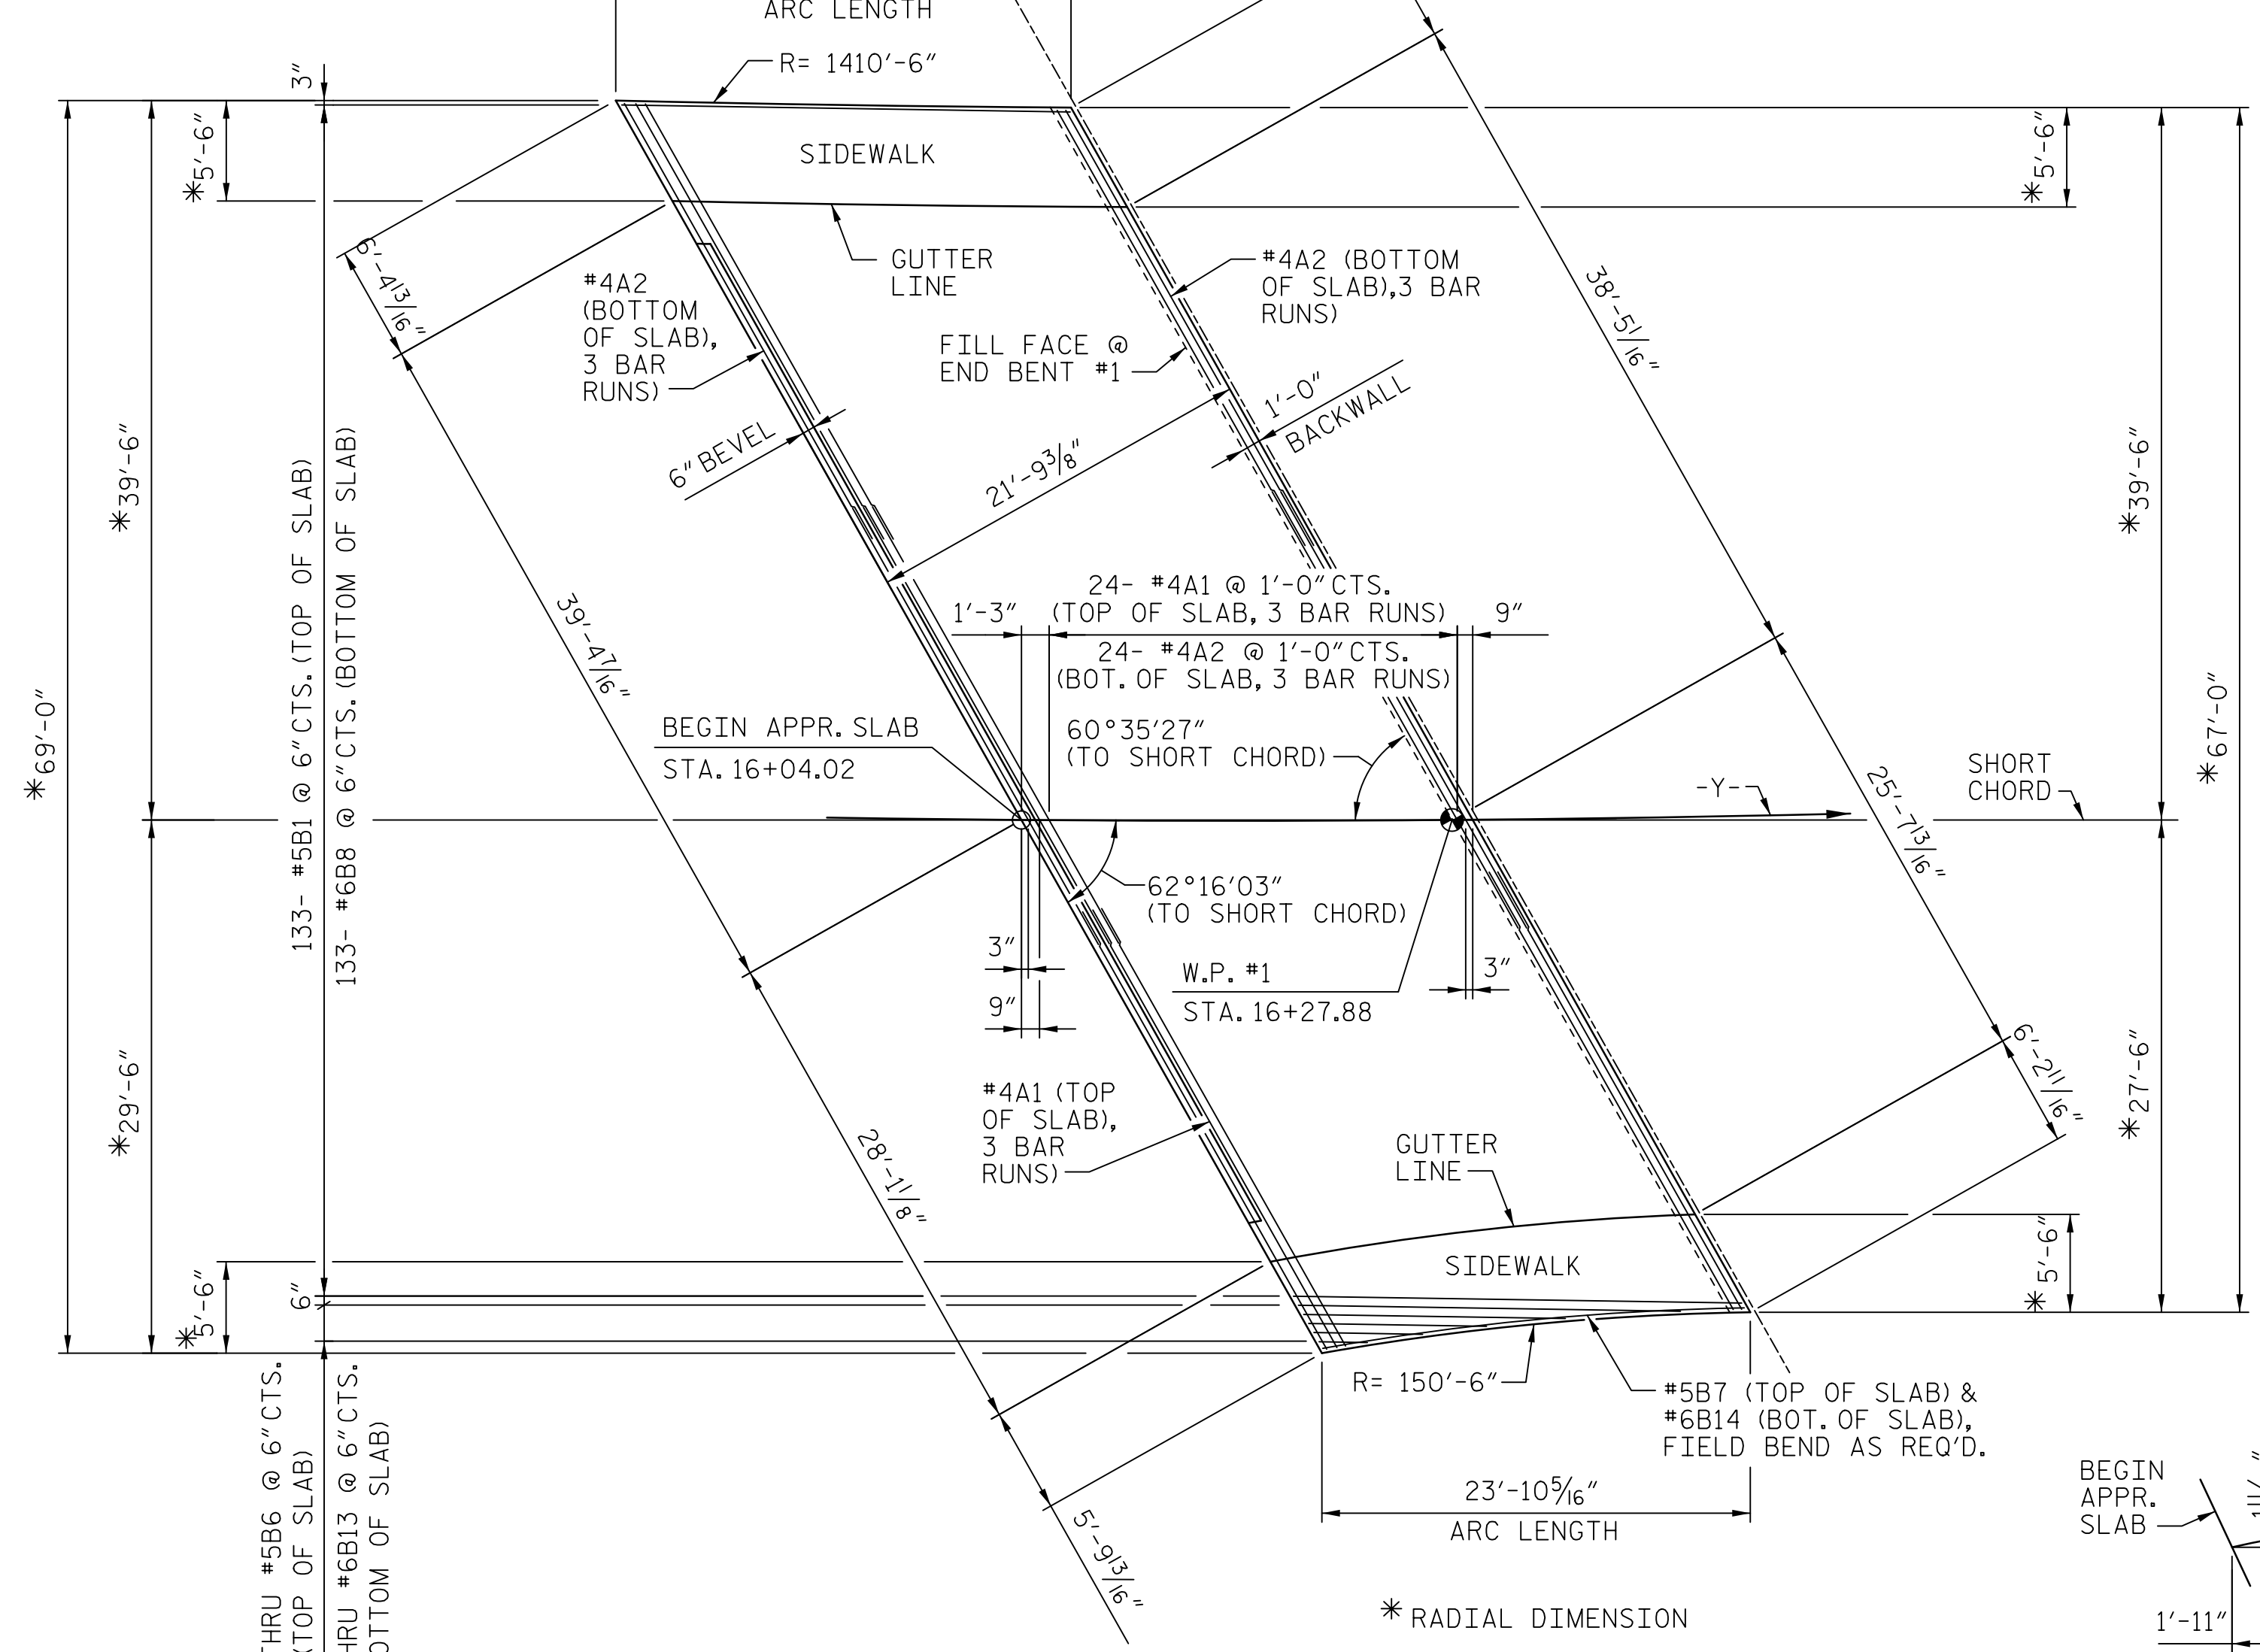 ARC LENGTH
R= 1410'-6"
3"
*5'-6"
SIDEWALK
*5'-6"
6'-4 13/16"
GUTTER
LINE
#4A2
(BOTTOM
OF SLAB),
3 BAR
RUNS)
#4A2 (BOTTOM
OF SLAB), 3 BAR
RUNS)
38'-5 1/16"
FILL FACE @
END BENT #1
1'-0"
BACKWALL
6" BEVEL
21'-9 3/8"
*39'-6"
*39'-6"
133- #5B1 @ 6" CTS. (TOP OF SLAB)
133- #6B8 @ 6" CTS. (BOTTOM OF SLAB)
24- #4A1 @ 1'-0" CTS.
(TOP OF SLAB, 3 BAR RUNS)
1'-3"
9"
24- #4A2 @ 1'-0" CTS.
(BOT. OF SLAB, 3 BAR RUNS)
39'-4 7/16"
*69'-0"
*67'-0"
BEGIN APPR. SLAB
STA. 16+04.02
60°35'27"
(TO SHORT CHORD)
-Y-
SHORT
CHORD
25'-7 13/16"
62°16'03"
(TO SHORT CHORD)
3"
9"
W.P. #1
STA. 16+27.88
3"
*29'-6"
*27'-6"
6'-2 11/16"
#4A1 (TOP
OF SLAB),
3 BAR
RUNS)
28'-1 1/8"
GUTTER
LINE
SIDEWALK
*5'-6"
6"
*5'-6"
R= 150'-6"
#5B7 (TOP OF SLAB) &
#6B14 (BOT. OF SLAB),
FIELD BEND AS REQ'D.
THRU #5B6 @ 6" CTS.
(TOP OF SLAB)
HRU #6B13 @ 6" CTS.
OTTOM OF SLAB)
23'-10 5/16"
ARC LENGTH
5'-9 13/16"
* RADIAL DIMENSION
BEGIN
APPR.
SLAB
1'-11"